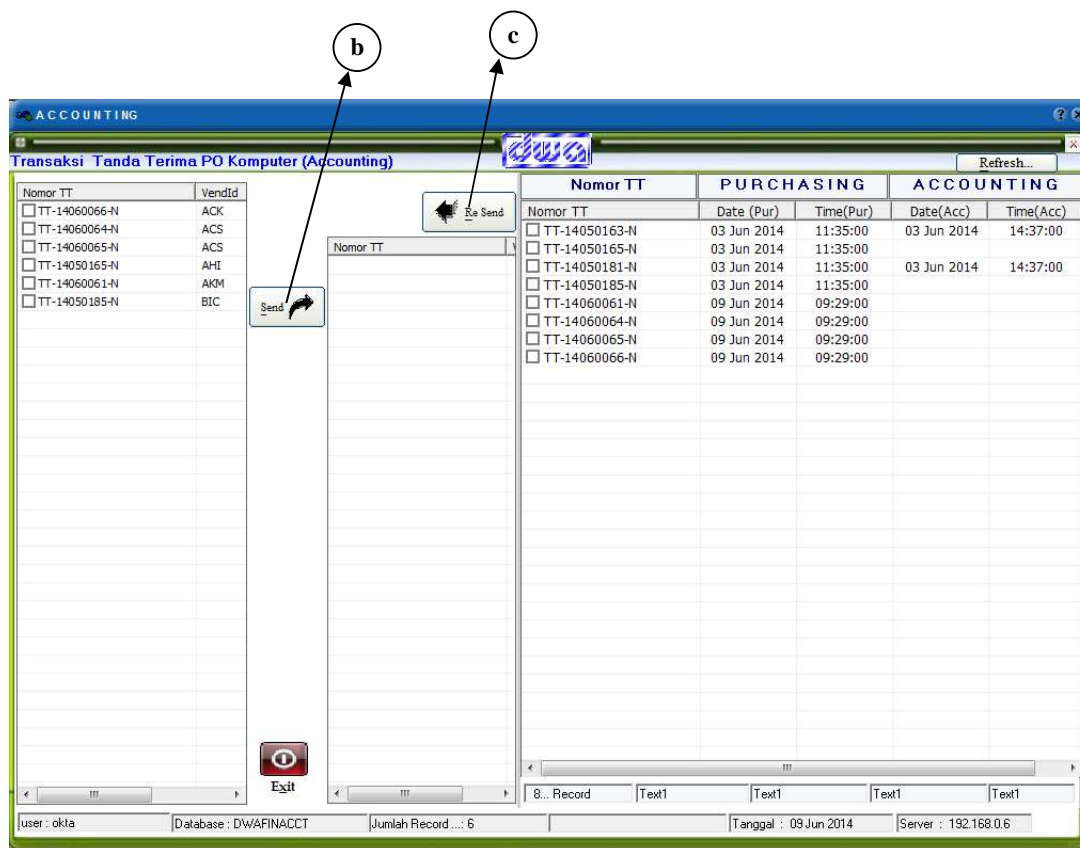 b
c
ACCOUNTING
dwa
Transaksi Tanda Terima PO Komputer (Accounting)
Refresh...
Nomor TT VendId
TT-14060066-N ACK
TT-14060064-N ACS
TT-14060065-N ACS
TT-14050165-N AHI
TT-14060061-N AKM
TT-14050185-N BIC
Send
Re Send
Nomor TT
Exit
Nomor TT PURCHASING ACCOUNTING
Nomor TT Date (Pur) Time(Pur) Date(Acc) Time(Acc)
TT-14050163-N 03 Jun 2014 11:35:00 03 Jun 2014 14:37:00
TT-14050165-N 03 Jun 2014 11:35:00
TT-14050181-N 03 Jun 2014 11:35:00 03 Jun 2014 14:37:00
TT-14050185-N 03 Jun 2014 11:35:00
TT-14060061-N 09 Jun 2014 09:29:00
TT-14060064-N 09 Jun 2014 09:29:00
TT-14060065-N 09 Jun 2014 09:29:00
TT-14060066-N 09 Jun 2014 09:29:00
8... Record Text1 Text1 Text1 Text1
user : okta Database : DWAFINACCT Jumlah Record ...: 6 Tanggal : 09 Jun 2014 Server : 192.168.0.6